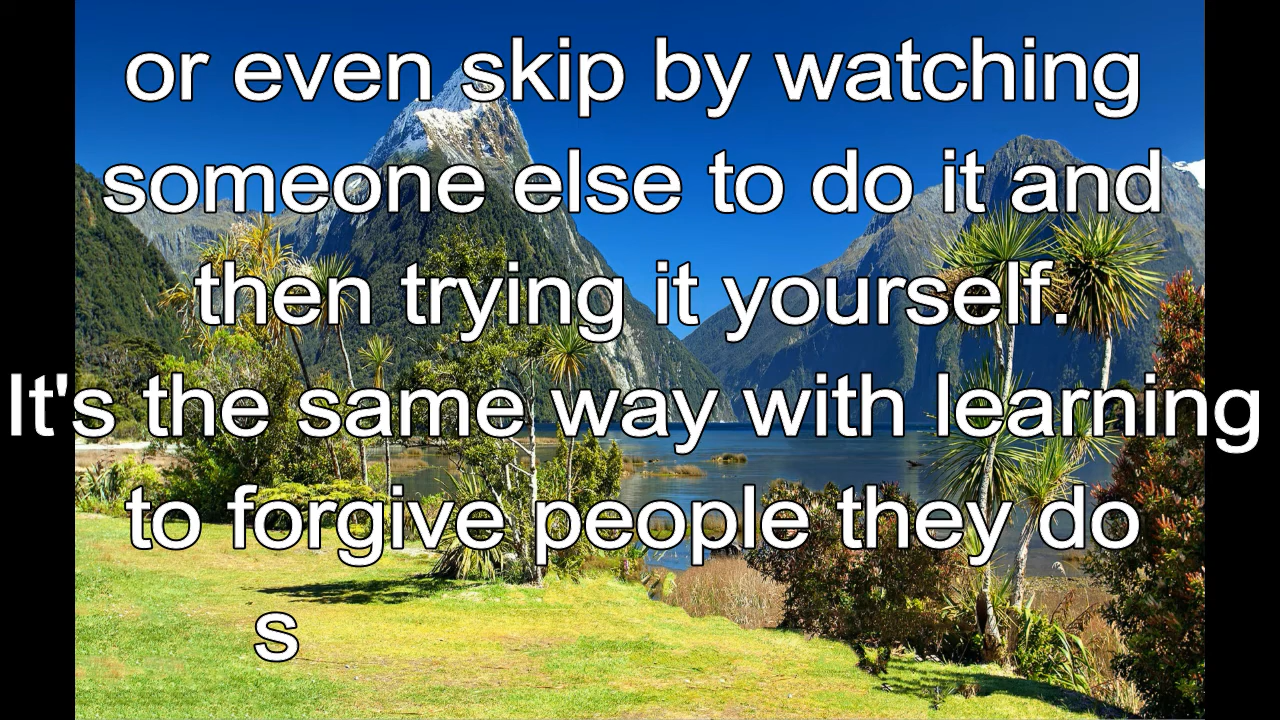 or even skip by watching
someone else to do it and
then trying it yourself.
It's the same way with learning
to forgive people they do
s